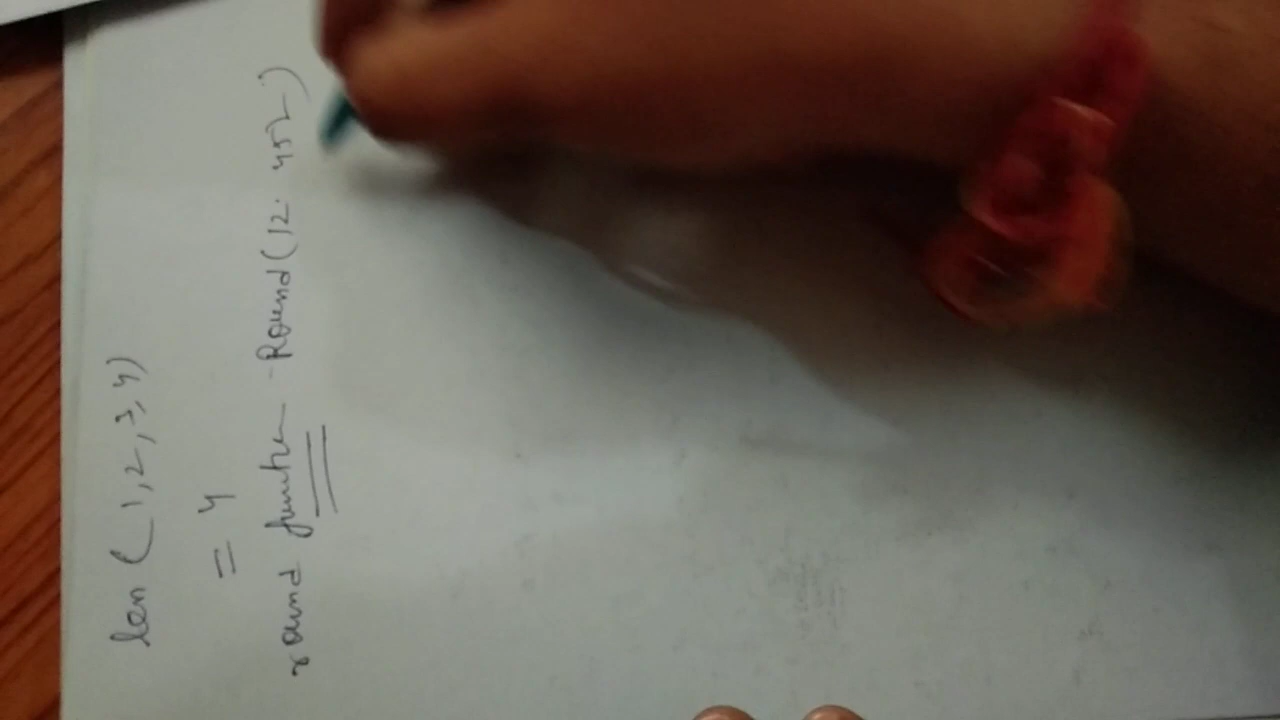 len (1,2,3,4)
= 4
round function - Round (12.452)